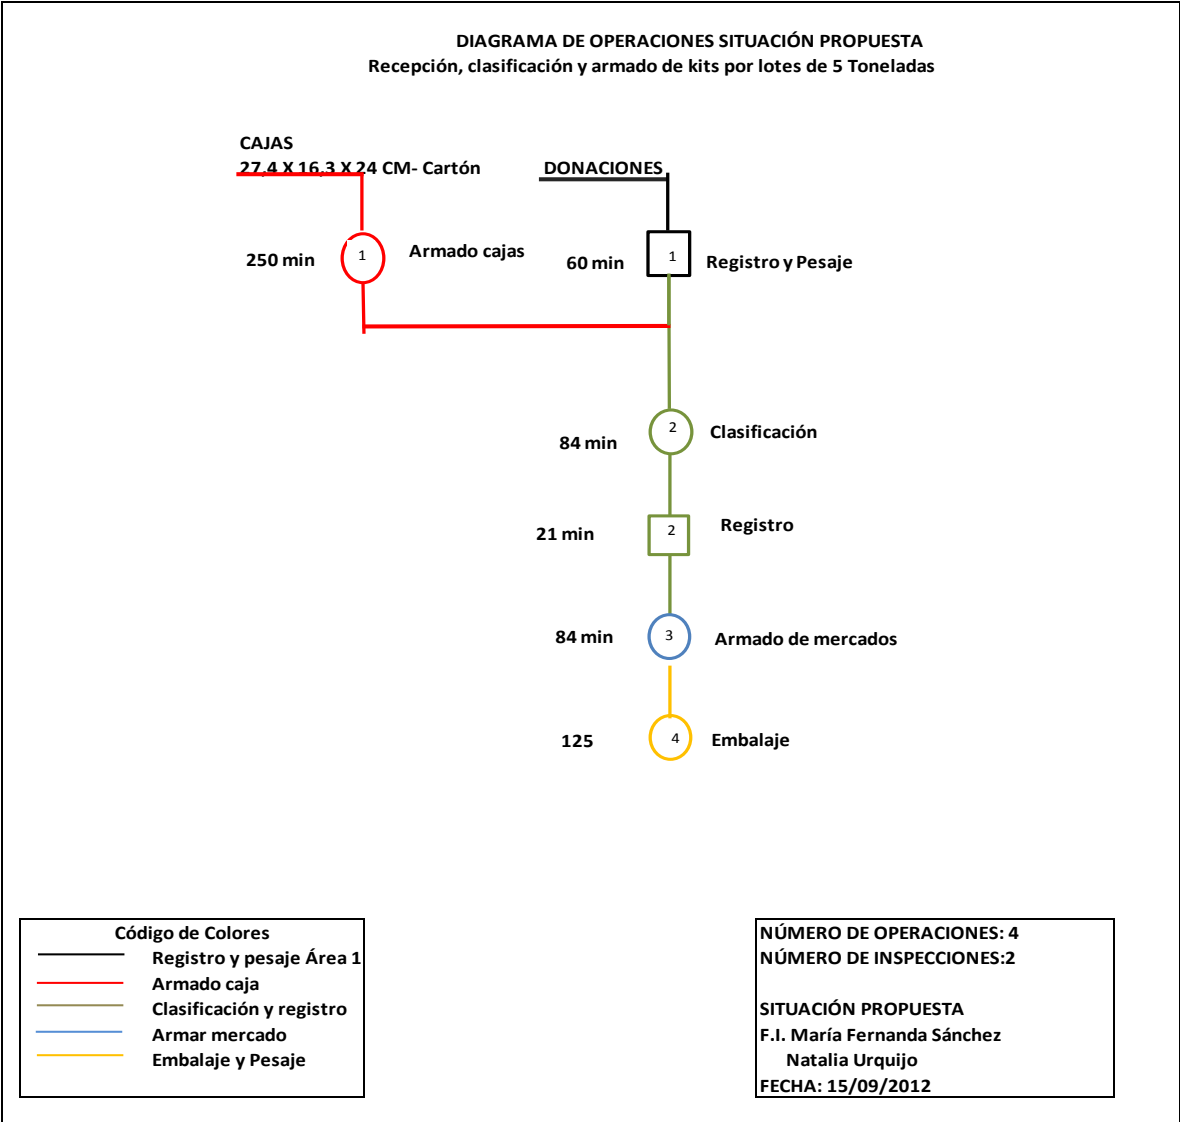 DIAGRAMA DE OPERACIONES SITUACIÓN PROPUESTA
Recepción, clasificación y armado de kits por lotes de 5 Toneladas
CAJAS
27,4 X 16,3 X 24 CM- Cartón
DONACIONES
250 min
1
Armado cajas
60 min
1
Registro y Pesaje
84 min
2
Clasificación
21 min
2
Registro
84 min
3
Armado de mercados
125
4
Embalaje
Código de Colores
Registro y pesaje Área 1
Armado caja
Clasificación y registro
Armar mercado
Embalaje y Pesaje
NÚMERO DE OPERACIONES: 4
NÚMERO DE INSPECCIONES:2
SITUACIÓN PROPUESTA
F.I. María Fernanda Sánchez
Natalia Urquijo
FECHA: 15/09/2012